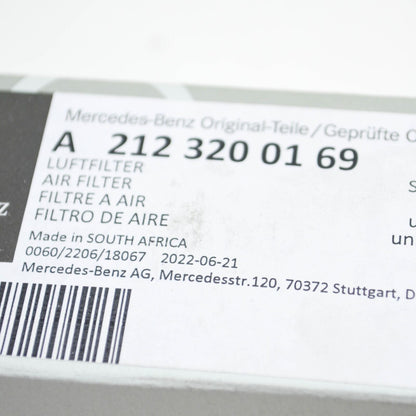 Mercedes-Benz Original-Teile/Geprüfte
A 212 320 01 69
LUFTFILTER
AIR FILTER
FILTRE A AIR
FILTRO DE AIRE
Made in SOUTH AFRICA
0060/2206/18067 2022-06-21
Mercedes-Benz AG, Mercedesstr.120, 70372 Stuttgart,